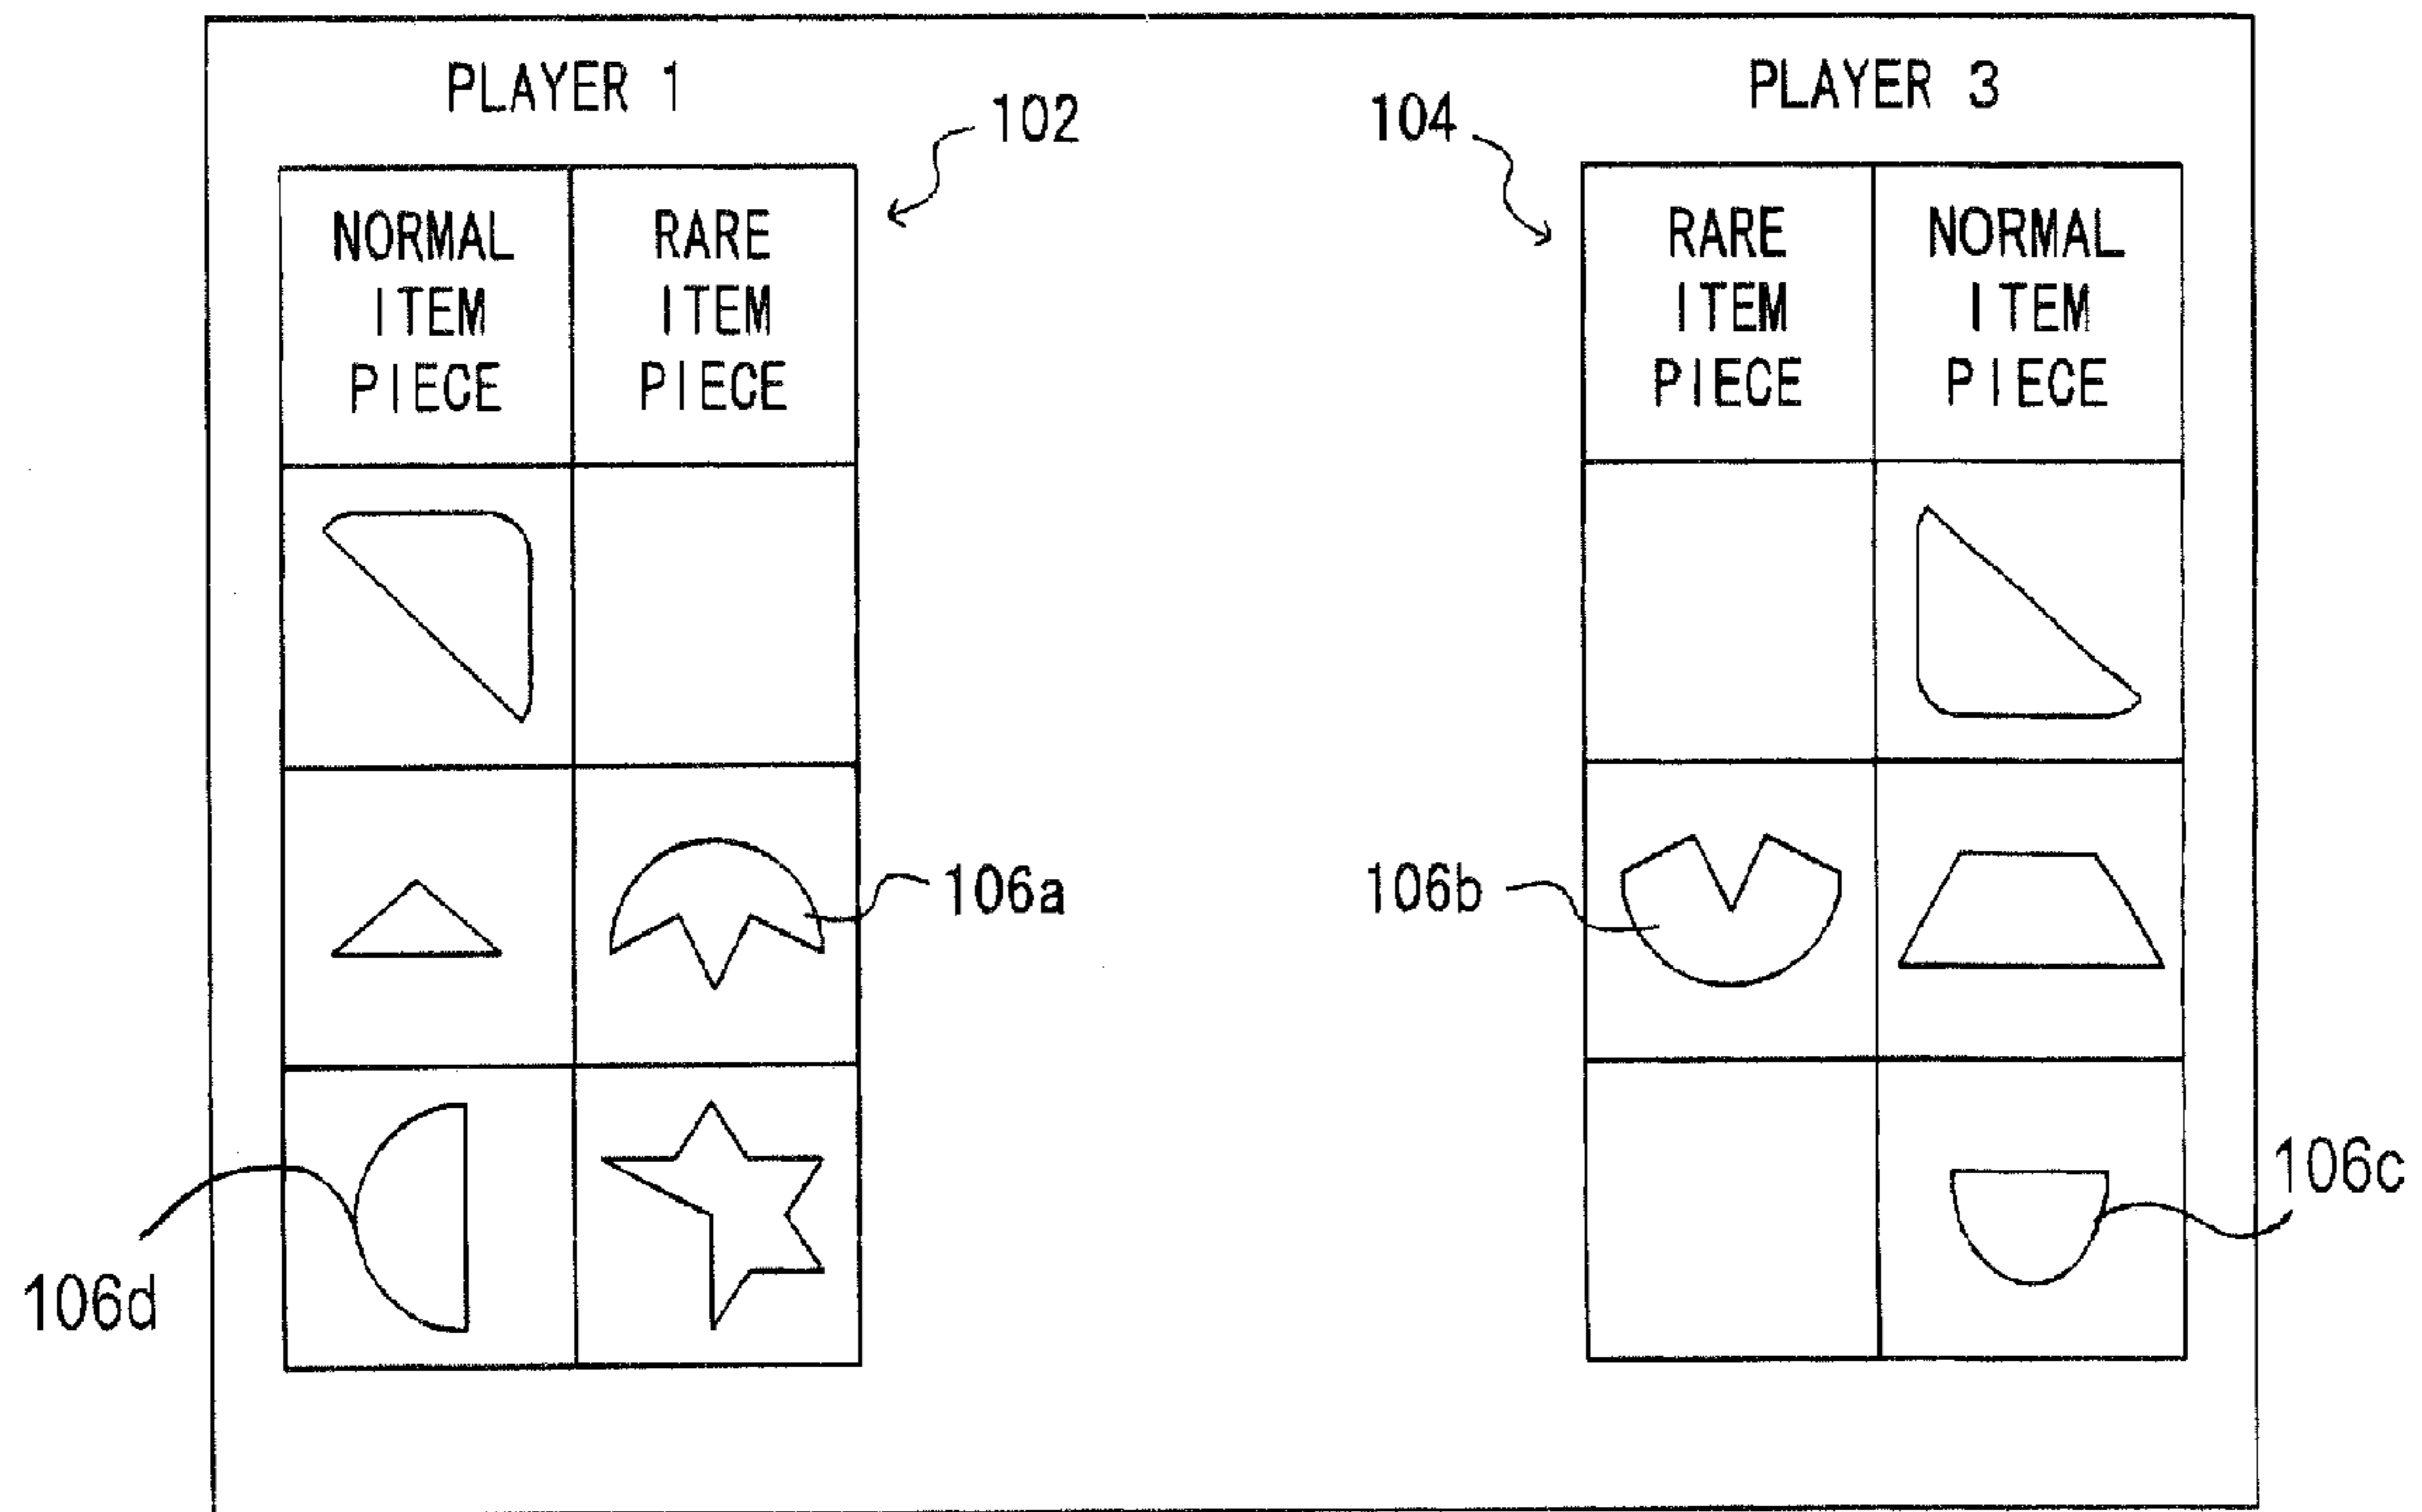 PLAYER 1
102
NORMAL
ITEM
PIECE
RARE
ITEM
PIECE
106a
106d
PLAYER 3
104
RARE
ITEM
PIECE
NORMAL
ITEM
PIECE
106b
106c